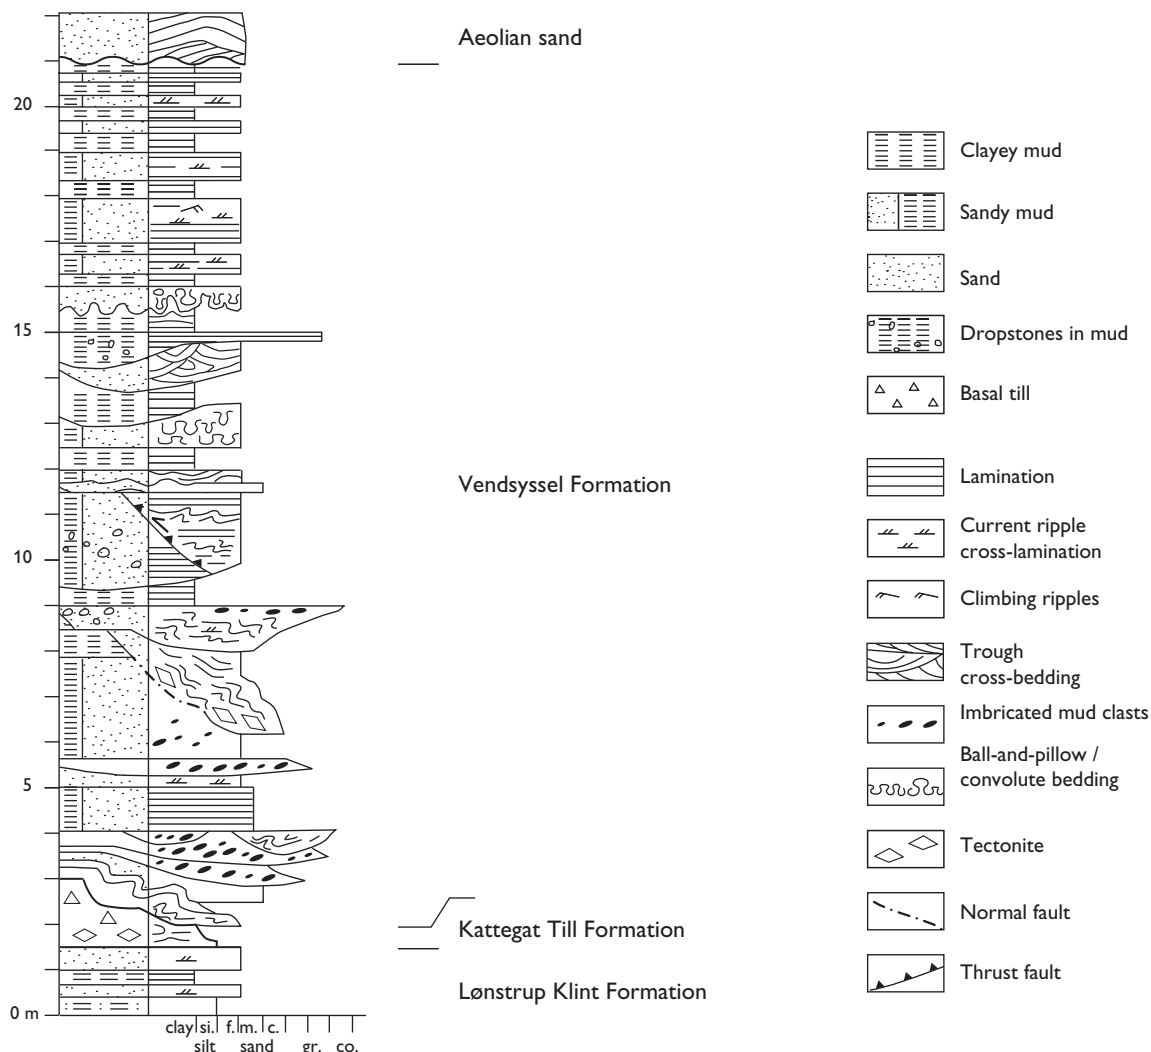 Aeolian sand
20
Clayey mud
Sandy mud
Sand
15
Dropstones in mud
Basal till
Vendsyssel Formation
Lamination
Current ripple
cross-lamination
10
Climbing ripples
Trough
cross-bedding
Imbricated mud clasts
Ball-and-pillow /
convolute bedding
5
Tectonite
Normal fault
Kattegat Till Formation
Thrust fault
Lønstrup Klint Formation
0 m
clay si. f. m. c.
silt sand gr. co.